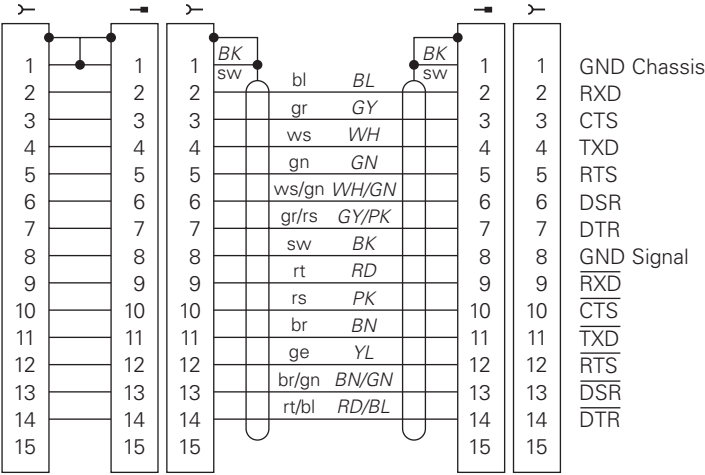 BK BK
1 1 1 sw sw 1 1 GND Chassis
2 2 2 bl BL 2 2 RXD
3 3 3 gr GY 3 3 CTS
4 4 4 ws WH 4 4 TXD
5 5 5 gn GN 5 5 RTS
6 6 6 ws/gn WH/GN 6 6 DSR
7 7 7 gr/rs GY/PK 7 7 DTR
8 8 8 sw BK 8 8 GND Signal
9 9 9 rt RD 9 9 RXD
10 10 10 rs PK 10 10 CTS
11 11 11 br BN 11 11 TXD
12 12 12 ge YL 12 12 RTS
13 13 13 br/gn BN/GN 13 13 DSR
14 14 14 rt/bl RD/BL 14 14 DTR
15 15 15 15 15